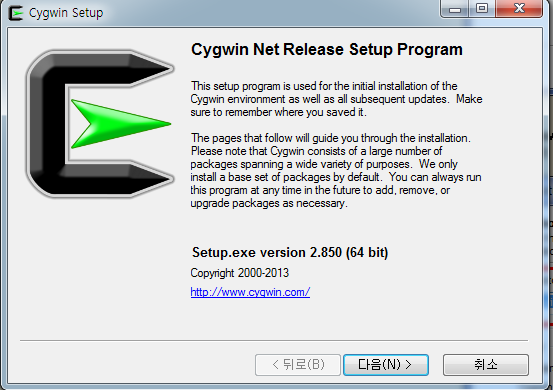 Cygwin Setup
Cygwin Net Release Setup Program
This setup program is used for the initial installation of the
Cygwin environment as well as all subsequent updates.  Make
sure to remember where you saved it.
The pages that follow will guide you through the installation.
Please note that Cygwin consists of a large number of
packages spanning a wide variety of purposes.  We only
install a base set of packages by default.  You can always run
this program at any time in the future to add, remove, or
upgrade packages as necessary.
Setup.exe version 2.850 (64 bit)
Copyright 2000-2013
http://www.cygwin.com/
< 뒤로(B)
다음(N) >
취소